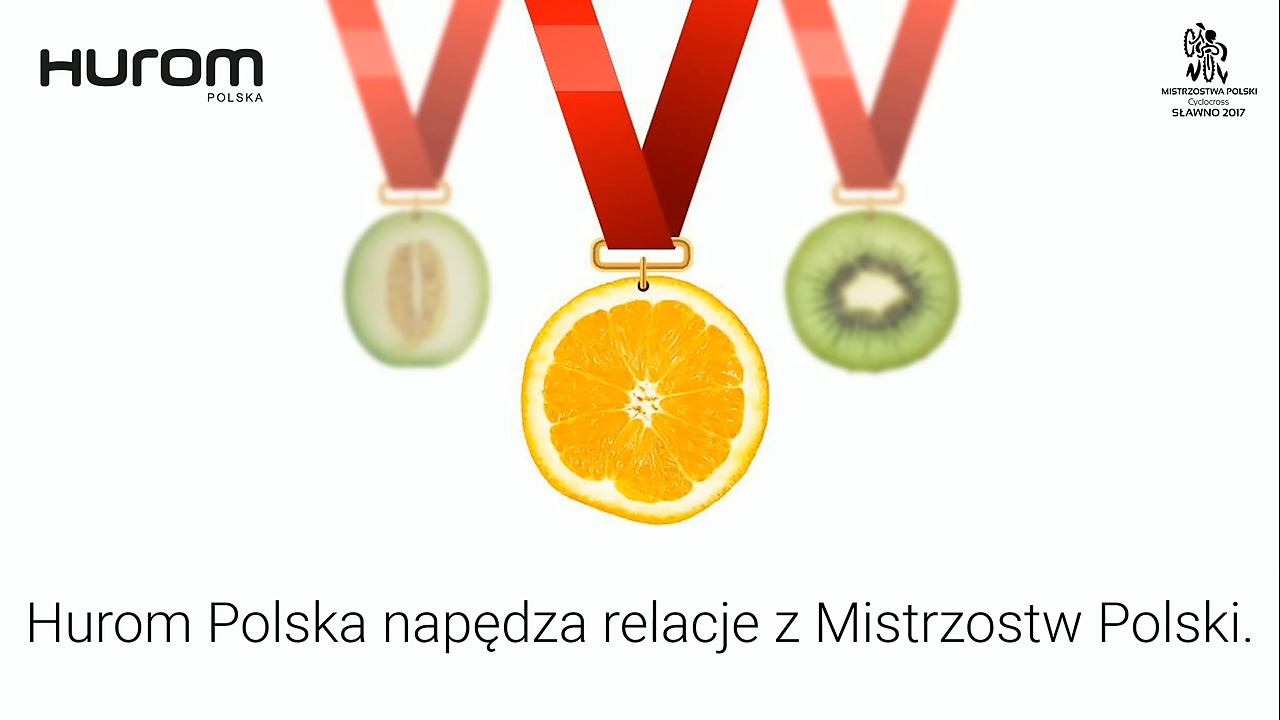 HUROM
POLSKA
MISTRZOSTWA POLSKI
Cyclocross
SŁAWNO 2017
Hurom Polska napędza relacje z Mistrzostw Polski.